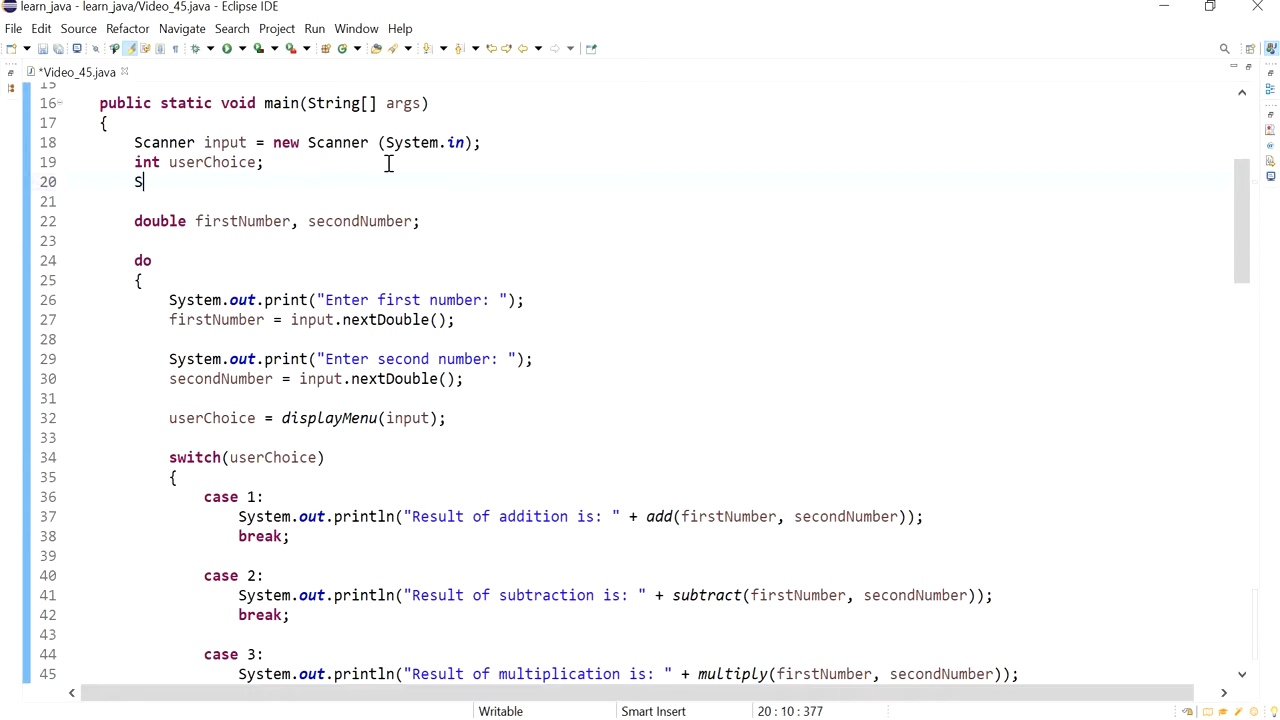 learn_java - learn_java/Video_45.java - Eclipse IDE
File Edit Source Refactor Navigate Search Project Run Window Help
*Video_45.java
15
16 public static void main(String[] args)
17 {
18 Scanner input = new Scanner (System.in);
19 int userChoice;
20 S
21
22 double firstNumber, secondNumber;
23
24 do
25 {
26 System.out.print("Enter first number: ");
27 firstNumber = input.nextDouble();
28
29 System.out.print("Enter second number: ");
30 secondNumber = input.nextDouble();
31
32 userChoice = displayMenu(input);
33
34 switch(userChoice)
35 {
36 case 1:
37 System.out.println("Result of addition is: " + add(firstNumber, secondNumber));
38 break;
39
40 case 2:
41 System.out.println("Result of subtraction is: " + subtract(firstNumber, secondNumber));
42 break;
43
44 case 3:
45 System.out.println("Result of multiplication is: " + multiply(firstNumber, secondNumber));
Writable Smart Insert 20 : 10 : 377